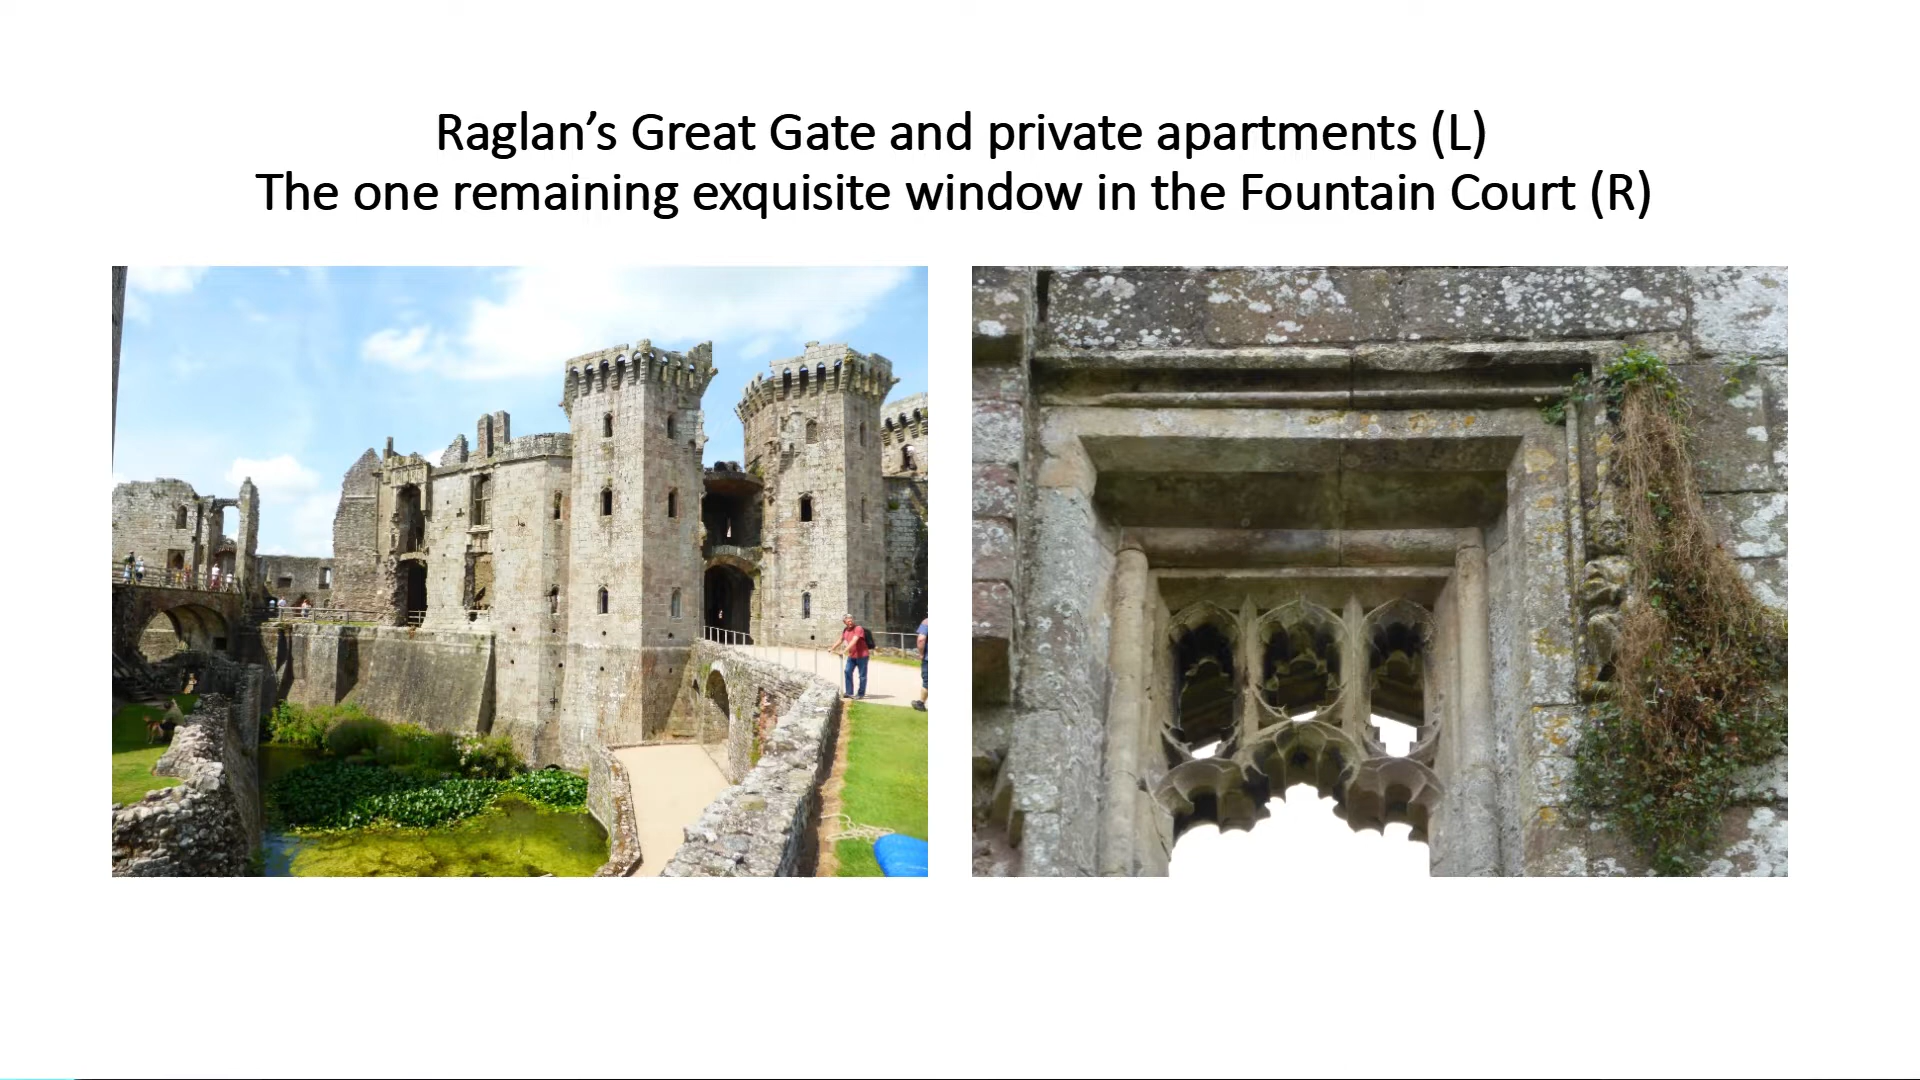 Raglan’s Great Gate and private apartments (L)
The one remaining exquisite window in the Fountain Court (R)